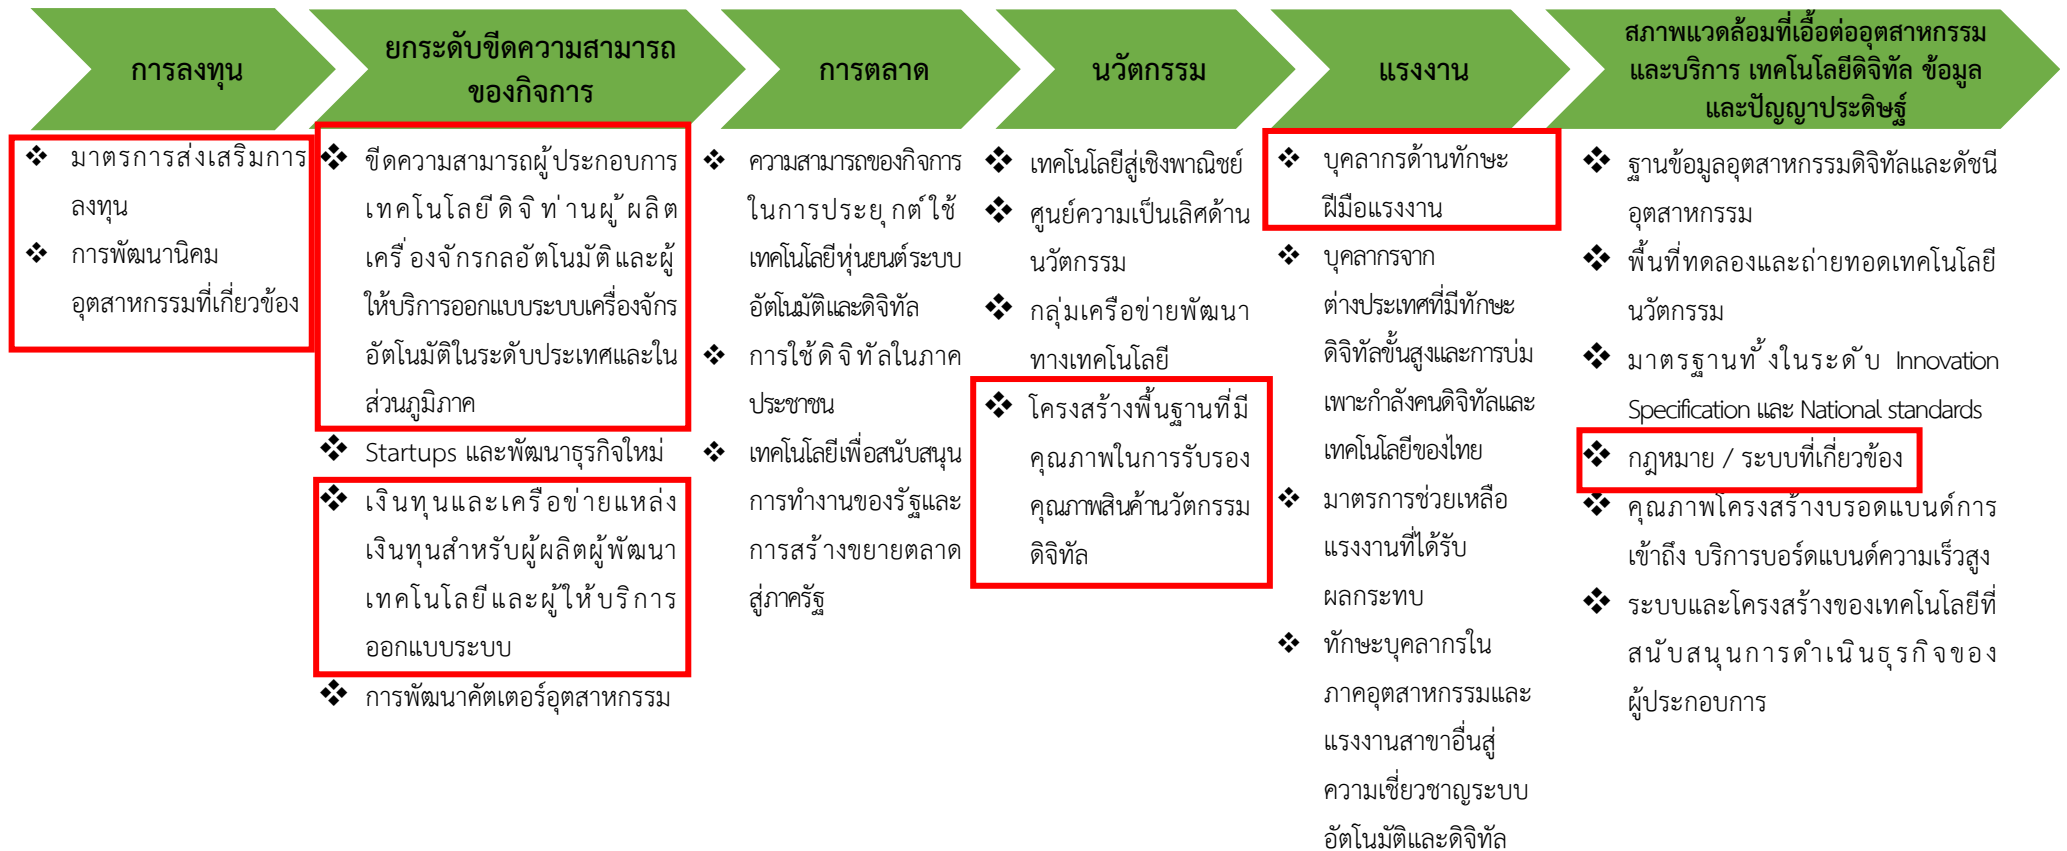 การลงทุน
❖ มาตรการส่งเสริมการ
ลงทุน
❖ การพัฒนานิคม
อุตสาหกรรมที่เกี่ยวข้อง
ยกระดับขีดความสามารถ
ของกิจการ
❖ ขีดความสามารถผู้ประกอบการ
เทคโนโลยีดิจิท่านผู้ผลิต
เครื่องจักรกลอัตโนมัติและผู้
ให้บริการออกแบบระบบเครื่องจักร
อัตโนมัติในระดับประเทศและใน
ส่วนภูมิภาค
❖ Startups และพัฒนาธุรกิจใหม่
❖ เงินทุนและเครือข่ายแหล่ง
เงินทุนสำหรับผู้ผลิตผู้พัฒนา
เทคโนโลยีและผู้ให้บริการ
ออกแบบระบบ
❖ การพัฒนาคัตเตอร์อุตสาหกรรม
การตลาด
❖ ความสามารถของกิจการ
ในการประยุกต์ใช้
เทคโนโลยีหุ่นยนต์ระบบ
อัตโนมัติและดิจิทัล
❖ การใช้ดิจิทัลในภาค
ประชาชน
❖ เทคโนโลยีเพื่อสนับสนุน
การทำงานของรัฐและ
การสร้างขยายตลาด
สู่ภาครัฐ
นวัตกรรม
❖ เทคโนโลยีสู่เชิงพาณิชย์
❖ ศูนย์ความเป็นเลิศด้าน
นวัตกรรม
❖ กลุ่มเครือข่ายพัฒนา
ทางเทคโนโลยี
❖ โครงสร้างพื้นฐานที่มี
คุณภาพในการรับรอง
คุณภาพสินค้านวัตกรรม
ดิจิทัล
แรงงาน
❖ บุคลากรด้านทักษะ
ฝีมือแรงงาน
❖ บุคลากรจาก
ต่างประเทศที่มีทักษะ
ดิจิทัลขั้นสูงและการบ่ม
เพาะกำลังคนดิจิทัลและ
เทคโนโลยีของไทย
❖ มาตรการช่วยเหลือ
แรงงานที่ได้รับ
ผลกระทบ
❖ ทักษะบุคลากรใน
ภาคอุตสาหกรรมและ
แรงงานสาขาอื่นสู่
ความเชี่ยวชาญระบบ
อัตโนมัติและดิจิทัล
สภาพแวดล้อมที่เอื้อต่ออุตสาหกรรม
และบริการ เทคโนโลยีดิจิทัล ข้อมูล
และปัญญาประดิษฐ์
❖ ฐานข้อมูลอุตสาหกรรมดิจิทัลและดัชนี
อุตสาหกรรม
❖ พื้นที่ทดลองและถ่ายทอดเทคโนโลยี
นวัตกรรม
❖ มาตรฐานทั้งในระดับ Innovation
Specification และ National standards
❖ กฎหมาย / ระบบที่เกี่ยวข้อง
❖ คุณภาพโครงสร้างบรอดแบนด์การ
เข้าถึง บริการบอร์ดแบนด์ความเร็วสูง
❖ ระบบและโครงสร้างของเทคโนโลยีที่
สนับสนุนการดำเนินธุรกิจของ
ผู้ประกอบการ